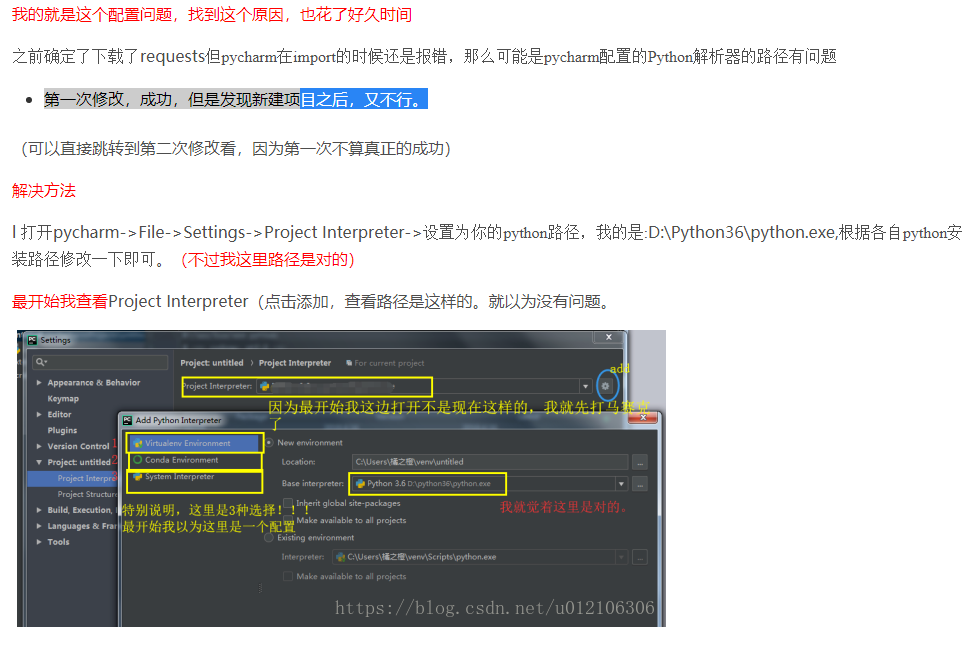 我的就是这个配置问题，找到这个原因，也花了好久时间
之前确定了下载了requests但pycharm在import的时候还是报错，那么可能是pycharm配置的Python解析器的路径有问题
第一次修改，成功，但是发现新建项目之后，又不行。
（可以直接跳转到第二次修改看，因为第一次不算真正的成功）
解决方法
l 打开pycharm->File->Settings->Project Interpreter->设置为你的python路径，我的是:D:\Python36\python.exe,根据各自python安
装路径修改一下即可。（不过我这里路径是对的）
最开始我查看Project Interpreter（点击添加，查看路径是这样的。就以为没有问题。
Settings
Project: untitled › Project Interpreter For current project
add
Appearance & Behavior
Project Interpreter:
Keymap
因为最开始我这边打开不是现在这样的，我就先打马赛克
了
Editor
Add Python Interpreter
Plugins
Version Control
1
Virtualenv Environment
New environment
Project: untitled
2
Conda Environment
Location: C:\Users\橘之橙\venv\untitled
Project Interpre
System Interpreter
Base interpreter: Python 3.6 D:\python36\python.exe
Project Structure
Inherit global site-packages
Build, Execution,
特别说明，这里是3种选择！！！
我就觉着这里是对的。
Make available to all projects
Languages & Fra
最开始我以为这里是一个配置
Existing environment
Tools
Interpreter: C:\Users\橘之橙\venv\Scripts\python.exe
Make available to all projects
https://blog.csdn.net/u012106306